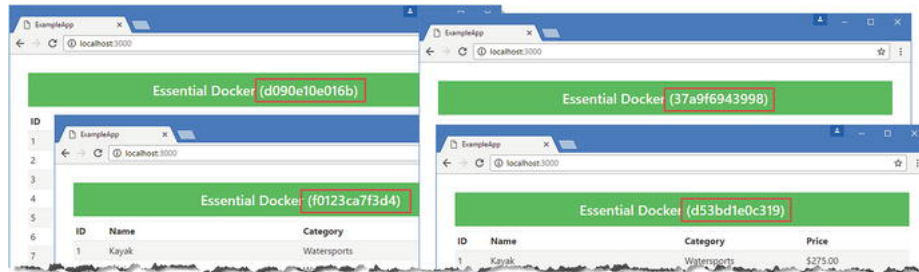 ExampleApp
localhost:3000
Essential Docker (d090e10e016b)
ID
1
2
3
4
5
6
7
ExampleApp
localhost:3000
Essential Docker (f0123ca7f3d4)
ID Name Category
1 Kayak Watersports
ExampleApp
localhost:3000
Essential Docker (37a9f6943998)
ExampleApp
localhost:3000
Essential Docker (d53bd1e0c319)
ID Name Category Price
1 Kayak Watersports $275.00